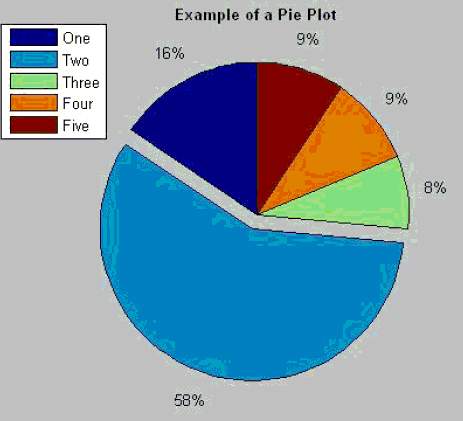 Example of a Pie Plot
One
Two
Three
Four
Five
16%
9%
9%
8%
58%